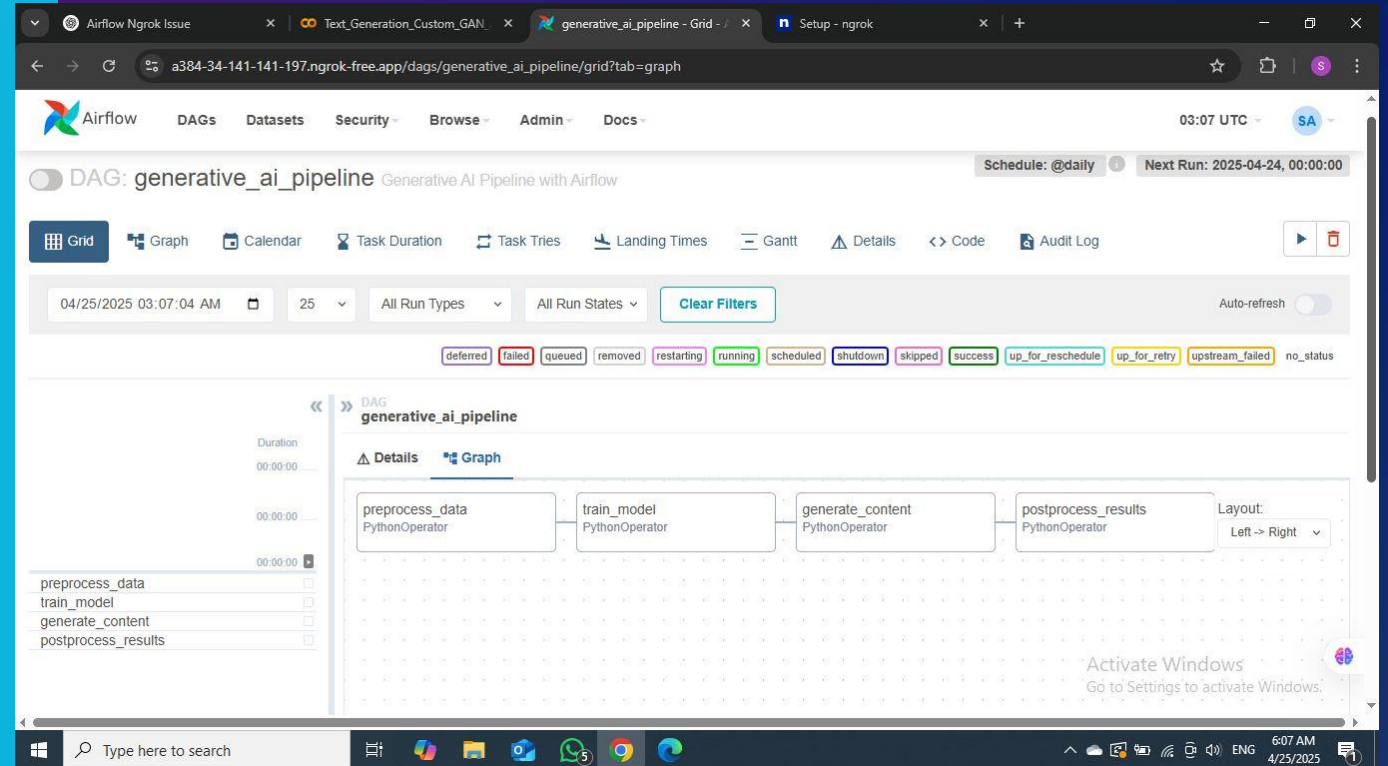 Airflow Ngrok Issue
Text_Generation_Custom_GAN_
generative_ai_pipeline - Grid -
Setup - ngrok
a384-34-141-141-197.ngrok-free.app/dags/generative_ai_pipeline/grid?tab=graph
S
Airflow
DAGs
Datasets
Security
Browse
Admin
Docs
03:07 UTC
SA
Schedule: @daily
Next Run: 2025-04-24, 00:00:00
DAG: generative_ai_pipeline Generative AI Pipeline with Airflow
Grid
Graph
Calendar
Task Duration
Task Tries
Landing Times
Gantt
Details
<> Code
Audit Log
04/25/2025 03:07:04 AM
25
All Run Types
All Run States
Clear Filters
Auto-refresh
deferred
failed
queued
removed
restarting
running
scheduled
shutdown
skipped
success
up_for_reschedule
up_for_retry
upstream_failed
no_status
DAG
generative_ai_pipeline
Duration
00:00:00
00:00:00
00:00:00
preprocess_data
train_model
generate_content
postprocess_results
Details
Graph
preprocess_data
PythonOperator
train_model
PythonOperator
generate_content
PythonOperator
postprocess_results
PythonOperator
Layout:
Left -> Right
Activate Windows
Go to Settings to activate Windows.
Type here to search
5
ENG
6:07 AM
4/25/2025
1